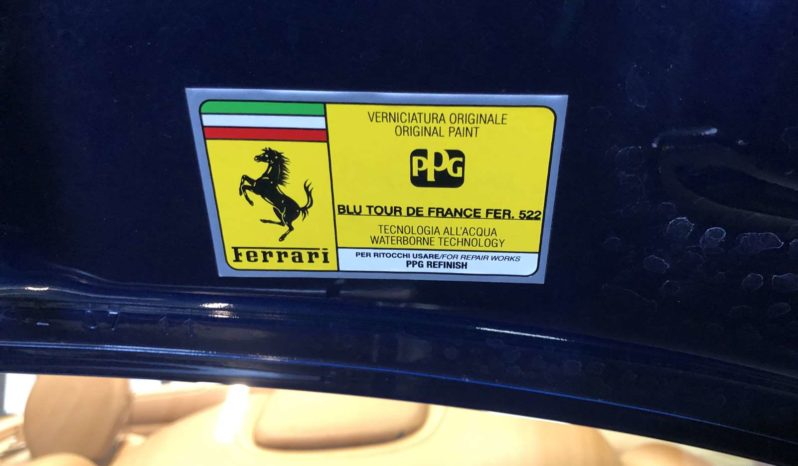 Ferrari
VERNICIATURA ORIGINALE
ORIGINAL PAINT
PPG
BLU TOUR DE FRANCE FER. 522
TECNOLOGIA ALL'ACQUA
WATERBORNE TECHNOLOGY
PER RITOCCHI USARE/FOR REPAIR WORKS
PPG REFINISH